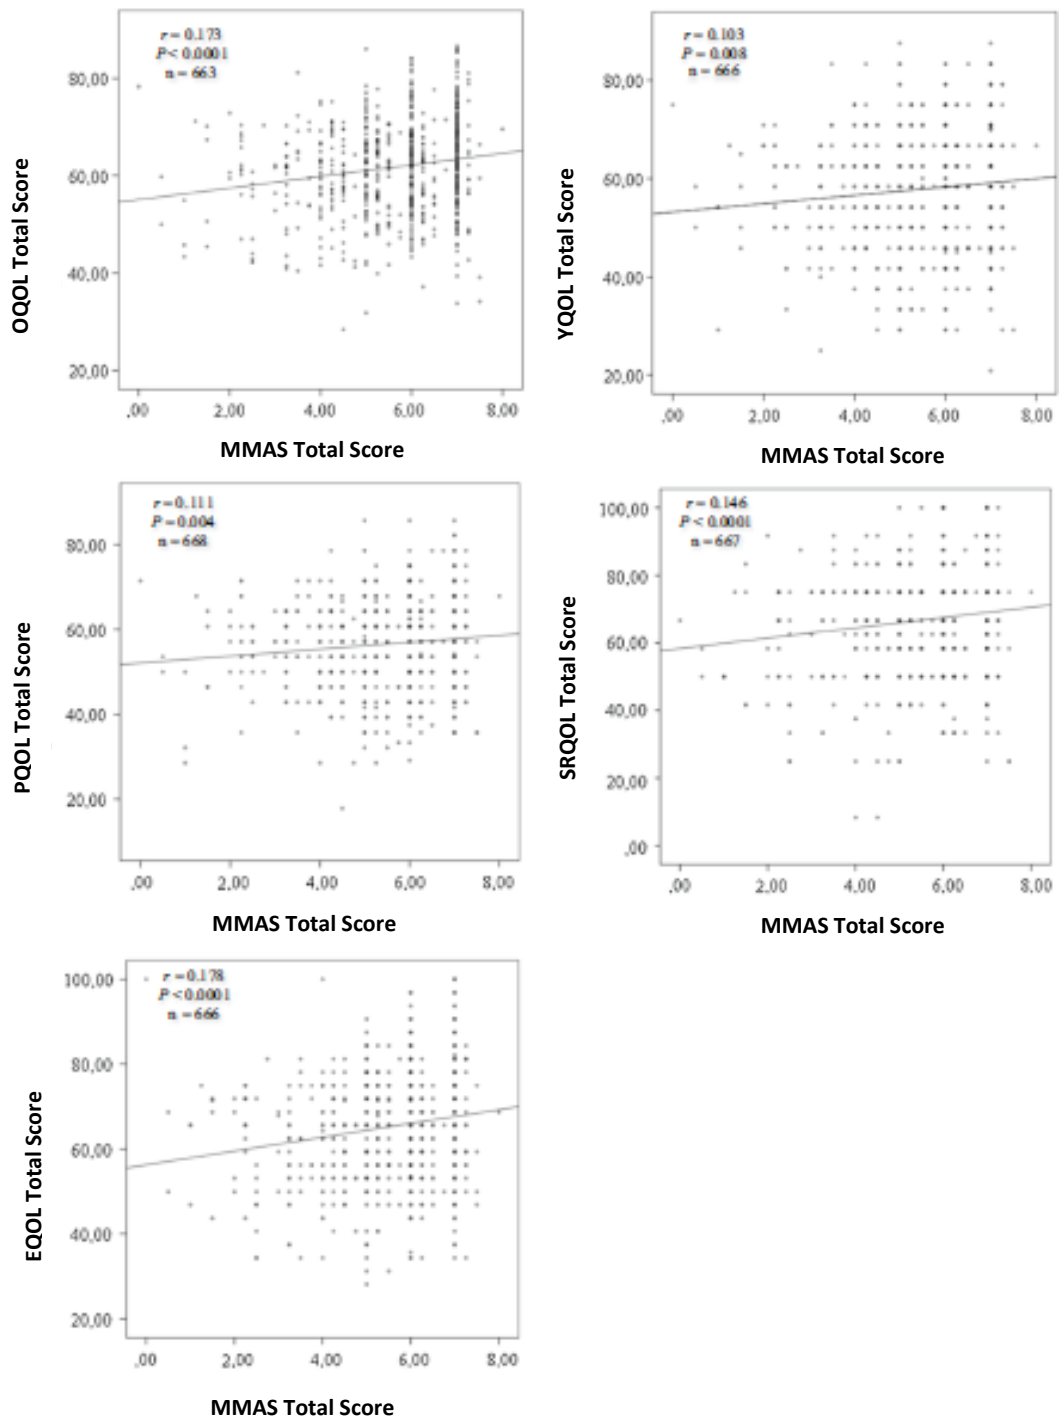 r=0.173
P<0.0001
n=663
80,00
60,00
40,00
20,00
OQOL Total Score
,00 2,00 4,00 6,00 8,00
MMAS Total Score
r=0.103
P=0.008
n=666
80,00
60,00
40,00
20,00
YQOL Total Score
,00 2,00 4,00 6,00 8,00
MMAS Total Score
r=0.111
P=0.004
n=668
80,00
60,00
40,00
20,00
PQOL Total Score
,00 2,00 4,00 6,00 8,00
MMAS Total Score
r=0.146
P<0.0001
n=667
100,00
80,00
60,00
40,00
20,00
,00
SRQOL Total Score
,00 2,00 4,00 6,00 8,00
MMAS Total Score
r=0.178
P<0.0001
n=666
100,00
80,00
60,00
40,00
20,00
EQOL Total Score
,00 2,00 4,00 6,00 8,00
MMAS Total Score